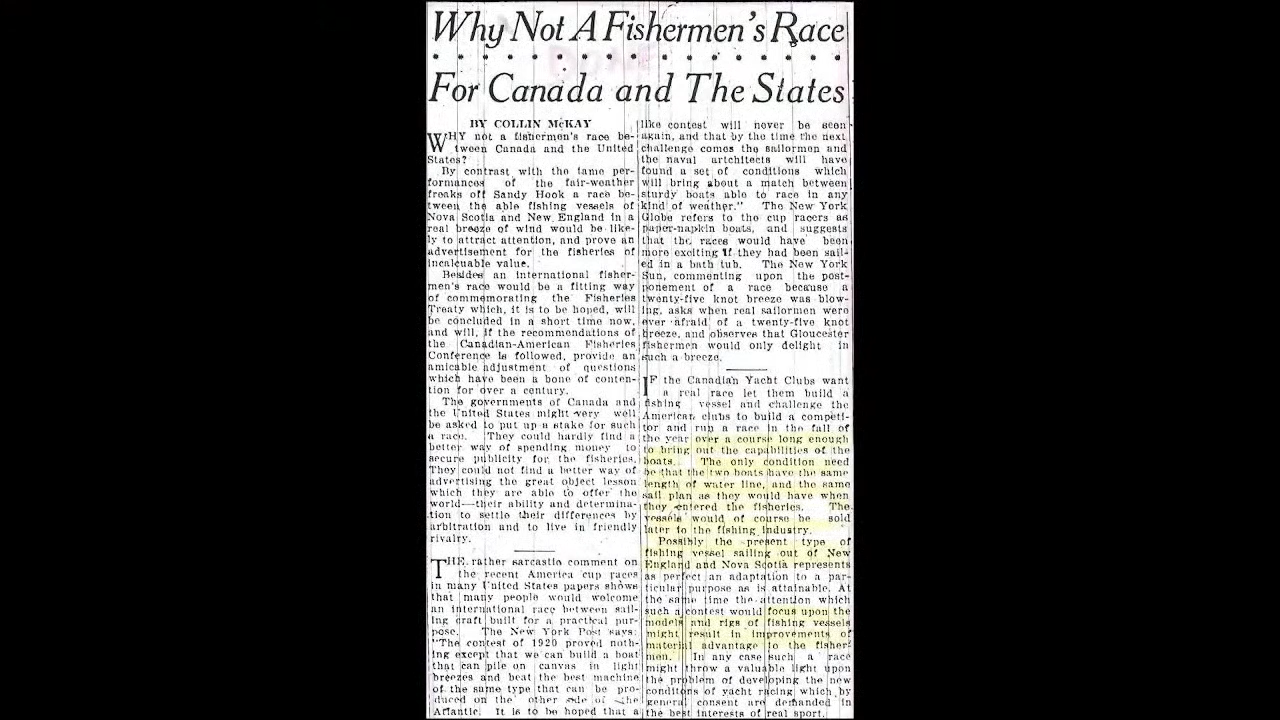 Why Not A Fishermen's Race
For Canada and The States
BY COLLIN McKAY
WHY not a fishermen's race be-
tween Canada and the United
States?
By contrast with the tame per-
formances of the fair-weather
freaks off Sandy Hook a race be-
tween the able fishing vessels of
Nova Scotia and New England in a
real breeze of wind would be like-
ly to attract attention, and prove an
advertisement for the fisheries of
incalcuable value.
Besides an international fisher-
men's race would be a fitting way
of commemorating the Fisheries
Treaty which, it is to be hoped, will
be concluded in a short time now,
and will, if the recommendations of
the Canadian-American Fisheries
Conference is followed, provide an
amicable adjustment of questions
which have been a bone of conten-
tion for over a century.
The governments of Canada and
the United States might very well
be asked to put up a stake for such
a race. They could hardly find a
better way of spending money to
secure publicity for the fisheries.
They could not find a better way of
advertising the great object lesson
which they are able to offer the
world—their ability and determina-
tion to settle their differences by
arbitration and to live in friendly
rivalry.
THE rather sarcastic comment on
the recent America cup races
in many United States papers shows
that many people would welcome
an international race between sail-
ing craft built for a practical pur-
pose. The New York Post says:
"The contest of 1920 proved noth-
ing except that we can build a boat
that can pile on canvas in light
breezes and beat the best machine
of the same type that can be pro-
duced on the other side of the
Atlantic. It is to be hoped that a
like contest will never be seen
again, and that by the time the next
challenge comes the sailormen and
the naval artchitects will have
found a set of conditions which
will bring about a match between
sturdy boats able to race in any
kind of weather." The New York
Globe refers to the cup racers as
paper-napkin boats, and suggests
that the races would have been
more exciting if they had been sail-
ed in a bath tub. The New York
Sun, commenting upon the post-
ponement of a race because a
twenty-five knot breeze was blow-
ing, asks when real sailormen were
ever afraid of a twenty-five knot
breeze, and observes that Gloucester
fishermen would only delight in
such a breeze.
IF the Canadian Yacht Clubs want
a real race let them build a
fishing vessel and challenge the
American clubs to build a competi-
tor and run a race in the fall of
the year over a course long enough
to bring out the capabilities of the
boats. The only condition need
be that the two boats have the same
length of water line, and the same
sail plan as they would have when
they entered the fisheries. The
vessels would of course be sold
later to the fishing industry.
Possibly the present type of
fishing vessel sailing out of New
England and Nova Scotia represents
as perfect an adaptation to a par-
ticular purpose as is attainable. At
the same time the attention which
such a contest would focus upon the
models and rigs of fishing vessels
might result in improvements of
material advantage to the fisher-
men. In any case such a race
might throw a valuable light upon
the problem of developing the new
conditions of yacht racing which by
general consent are demanded in
the best interests of real sport.